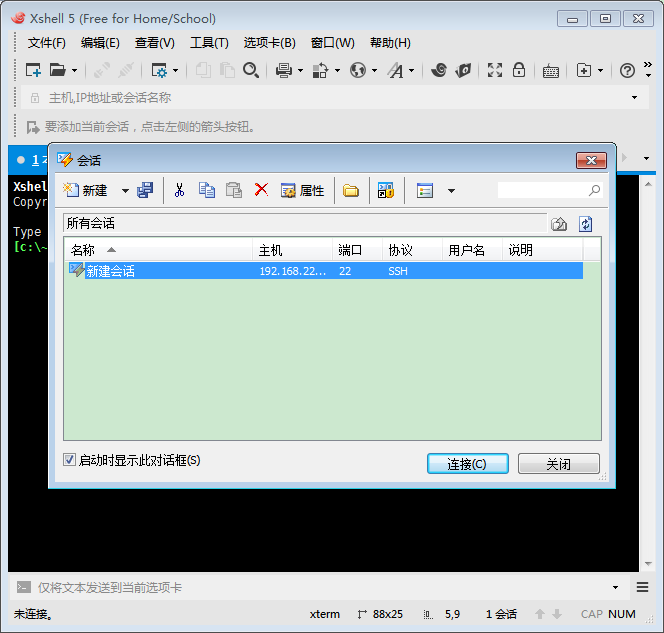 Xshell 5 (Free for Home/School)
文件(F) 编辑(E) 查看(V) 工具(T) 选项卡(B) 窗口(W) 帮助(H)
主机,IP地址或会话名称
要添加当前会话，点击左侧的箭头按钮。
1
会话
Xshel
Copyr
新建 属性
Type
所有会话
[c:\~
名称 主机 端口 协议 用户名 说明
新建会话 192.168.22... 22 SSH
启动时显示此对话框(S) 连接(C) 关闭
仅将文本发送到当前选项卡
未连接。 xterm 88x25 5,9 1 会话 CAP NUM